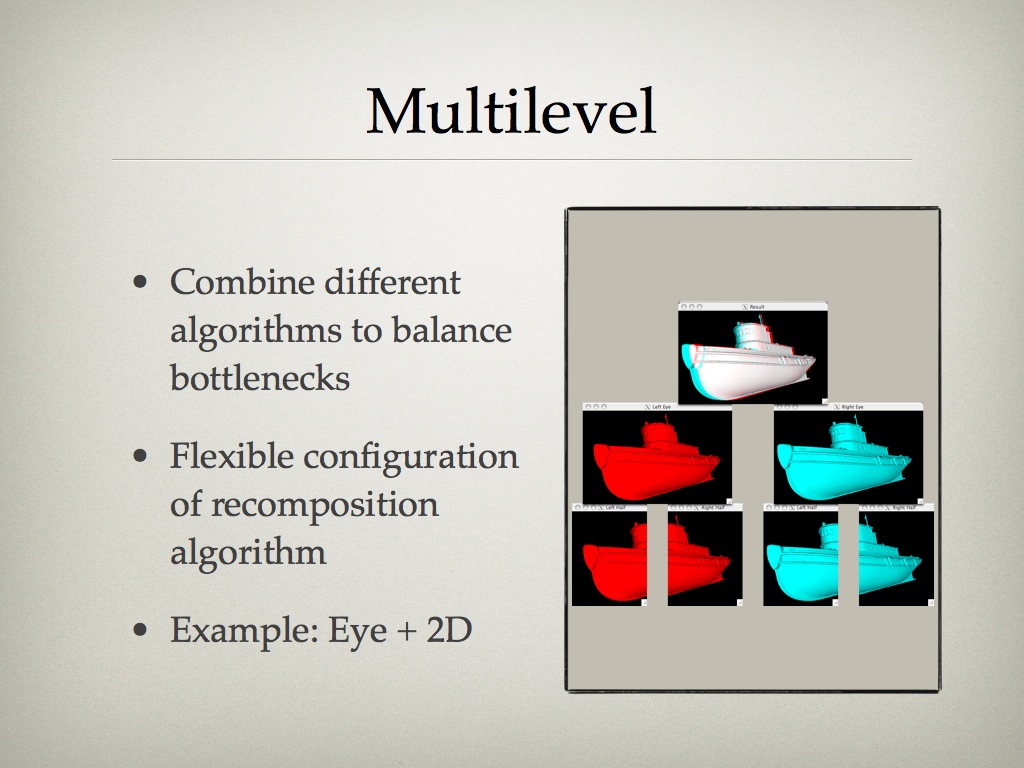 Multilevel
• Combine different
algorithms to balance
bottlenecks
• Flexible configuration
of recomposition
algorithm
• Example: Eye + 2D
Result
Left Eye
Right Eye
Left Half
Right Half
Left Half
Right Half